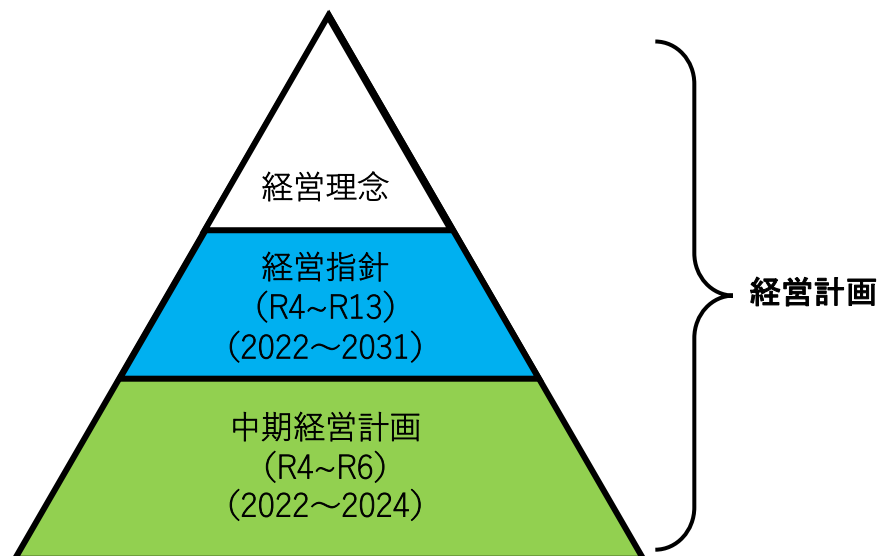 経営理念
経営指針
(R4~R13)
(2022～2031)
経営計画
中期経営計画
(R4~R6)
(2022～2024)